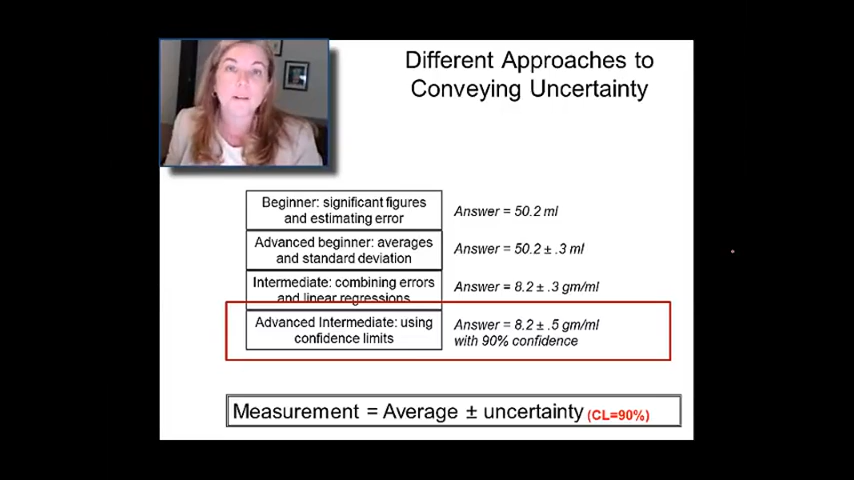 Different Approaches to
Conveying Uncertainty
Beginner: significant figures
and estimating error
Answer = 50.2 ml
Advanced beginner: averages
and standard deviation
Answer = 50.2 ± .3 ml
Intermediate: combining errors
and linear regressions
Answer = 8.2 ± .3 gm/ml
Advanced Intermediate: using
confidence limits
Answer = 8.2 ± .5 gm/ml
with 90% confidence
Measurement = Average ± uncertainty (CL=90%)